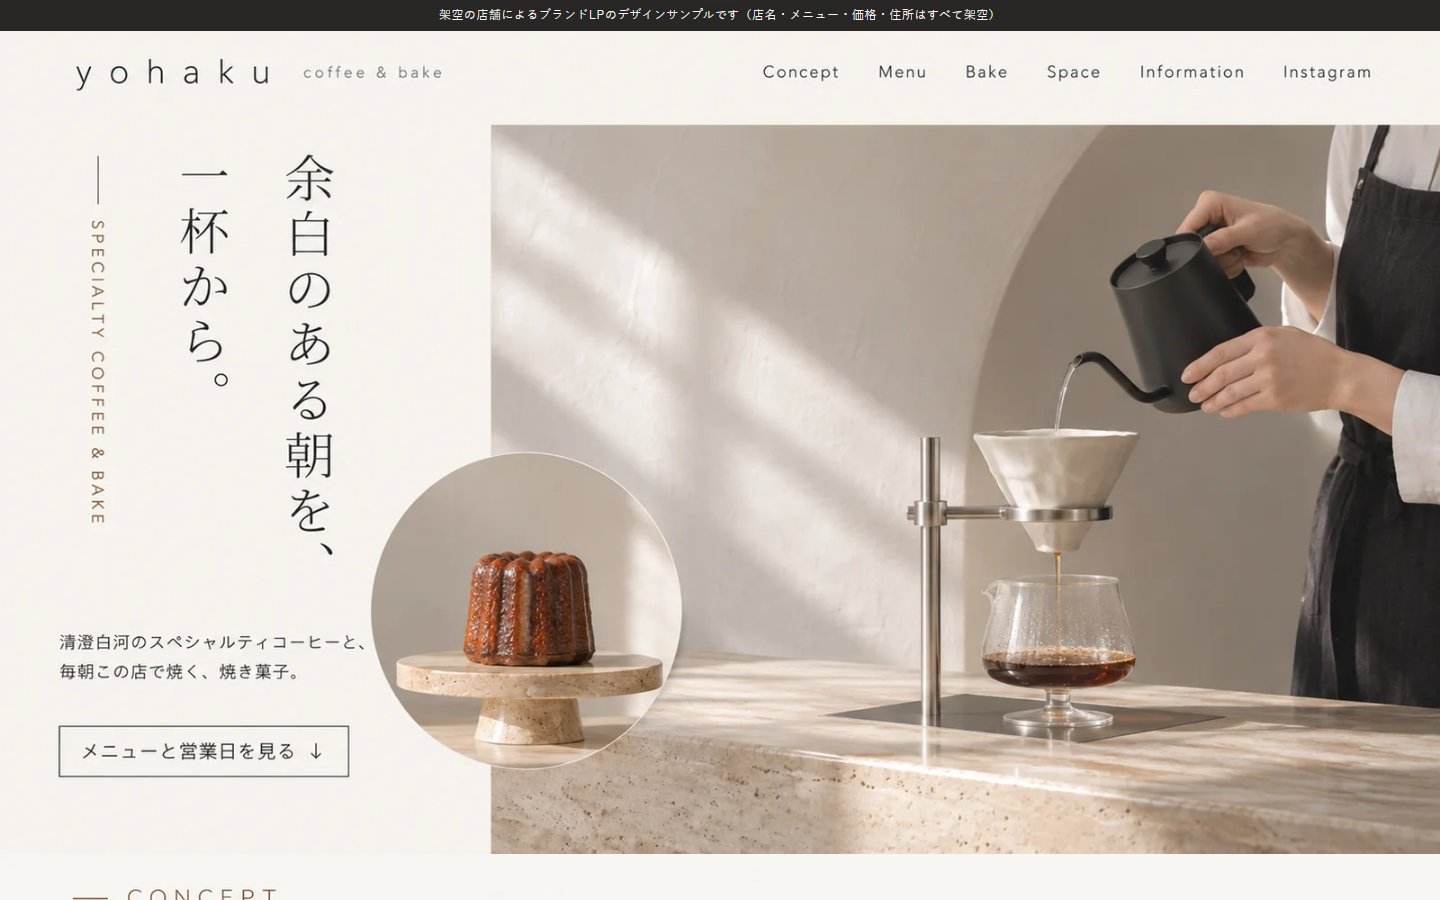 架空の店舗によるブランドLPのデザインサンプルです（店名・メニュー・価格・住所はすべて架空）
yohaku coffee & bake
Concept Menu Bake Space Information Instagram
余白のある朝を、
一杯から。
SPECIALTY COFFEE & BAKE
清澄白河のスペシャルティコーヒーと、
毎朝この店で焼く、焼き菓子。
メニューと営業日を見る ↓
CONCEPT